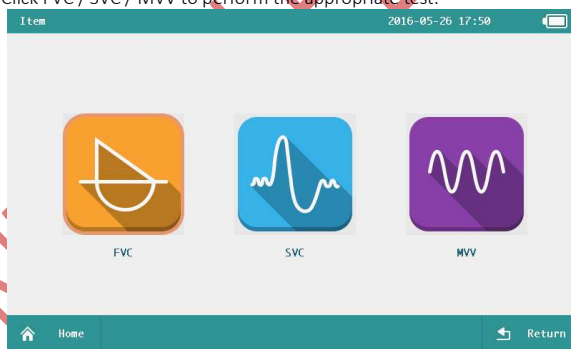 Click FVC / SVC / MVV to perform the appropriate test.
Item 2016-05-26 17:50
FVC SVC MVV
Home Return